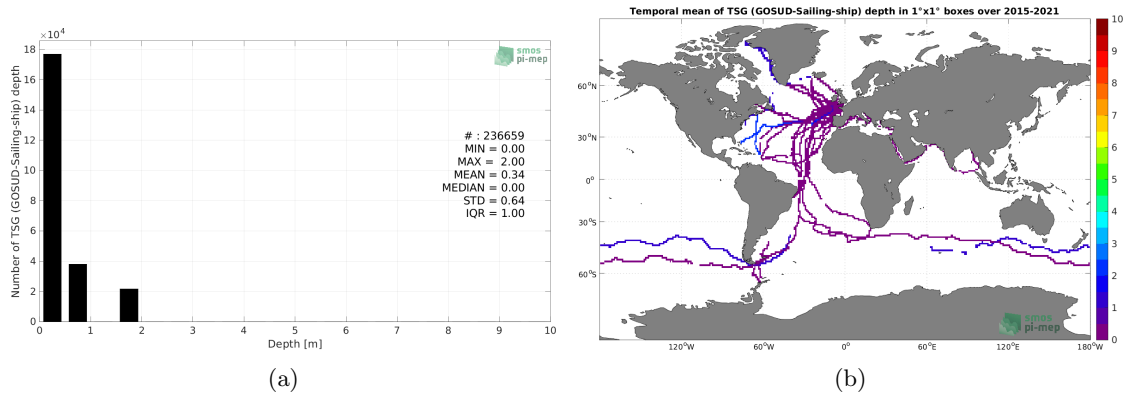 ×10⁴
18
16
14
12
10
8
6
4
2
0
Number of TSG (GOSUD-Sailing-ship) depth
smos
pi-mep
# : 236659
MIN = 0.00
MAX = 2.00
MEAN = 0.34
MEDIAN = 0.00
STD = 0.64
IQR = 1.00
0 1 2 3 4 5 6 7 8 9 10
Depth [m]
(a)
Temporal mean of TSG (GOSUD-Sailing-ship) depth in 1°x1° boxes over 2015-2021
60°N
30°N
0°
30°S
60°S
120°W 60°W 0° 60°E 120°E 180°W
smos
pi-mep
10
9
8
7
6
5
4
3
2
1
0
(b)